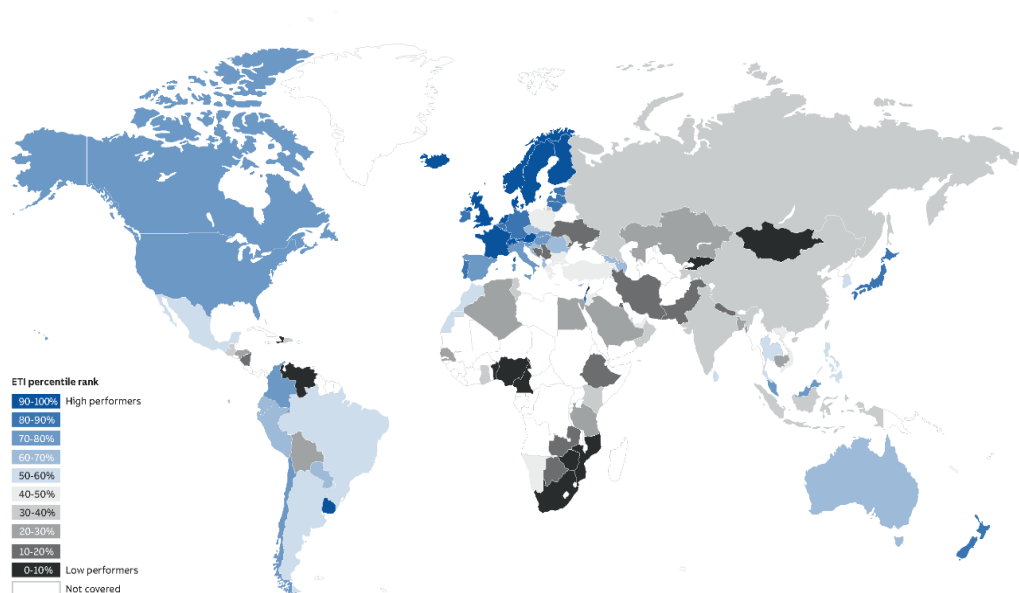 ETI percentile rank
90-100% High performers
80-90%
70-80%
60-70%
50-60%
40-50%
30-40%
20-30%
10-20%
0-10% Low performers
Not covered